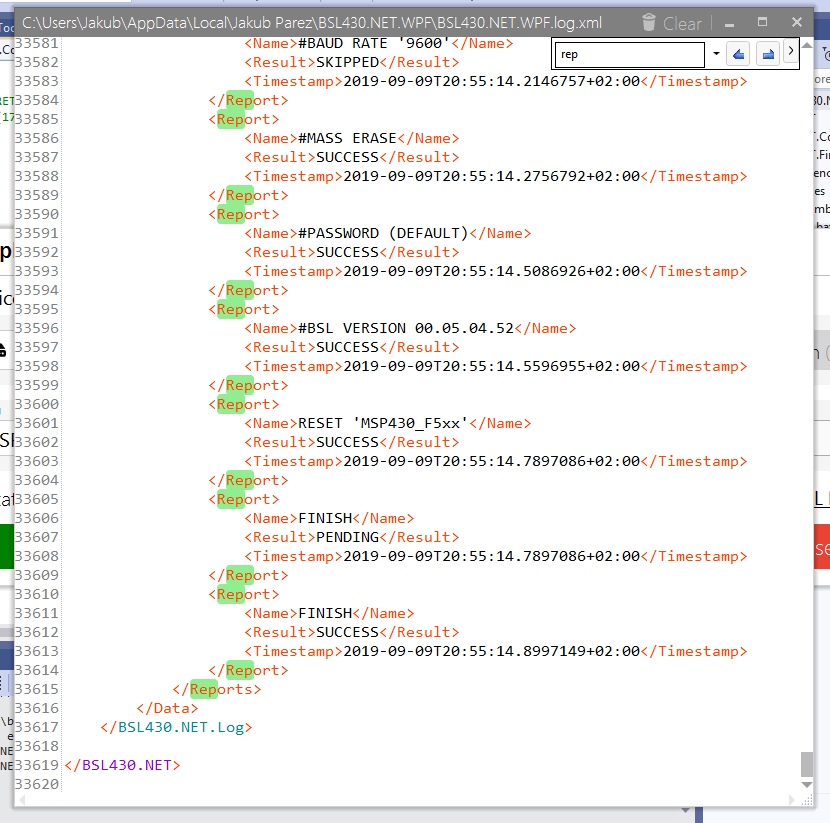 C:\Users\Jakub\AppData\Local\Jakub Parez\BSL430.NET.WPF\BSL430.NET.WPF.log.xml Clear
rep
33581 <Name>#BAUD RATE '9600'</Name>
33582 <Result>SKIPPED</Result>
33583 <Timestamp>2019-09-09T20:55:14.2146757+02:00</Timestamp>
33584 </Report>
33585 <Report>
33586 <Name>#MASS ERASE</Name>
33587 <Result>SUCCESS</Result>
33588 <Timestamp>2019-09-09T20:55:14.2756792+02:00</Timestamp>
33589 </Report>
33590 <Report>
33591 <Name>#PASSWORD (DEFAULT)</Name>
33592 <Result>SUCCESS</Result>
33593 <Timestamp>2019-09-09T20:55:14.5086926+02:00</Timestamp>
33594 </Report>
33595 <Report>
33596 <Name>#BSL VERSION 00.05.04.52</Name>
33597 <Result>SUCCESS</Result>
33598 <Timestamp>2019-09-09T20:55:14.5596955+02:00</Timestamp>
33599 </Report>
33600 <Report>
33601 <Name>RESET 'MSP430_F5xx'</Name>
33602 <Result>SUCCESS</Result>
33603 <Timestamp>2019-09-09T20:55:14.7897086+02:00</Timestamp>
33604 </Report>
33605 <Report>
33606 <Name>FINISH</Name>
33607 <Result>PENDING</Result>
33608 <Timestamp>2019-09-09T20:55:14.7897086+02:00</Timestamp>
33609 </Report>
33610 <Report>
33611 <Name>FINISH</Name>
33612 <Result>SUCCESS</Result>
33613 <Timestamp>2019-09-09T20:55:14.8997149+02:00</Timestamp>
33614 </Report>
33615 </Reports>
33616 </Data>
33617 </BSL430.NET.Log>
33618
33619 </BSL430.NET>
33620